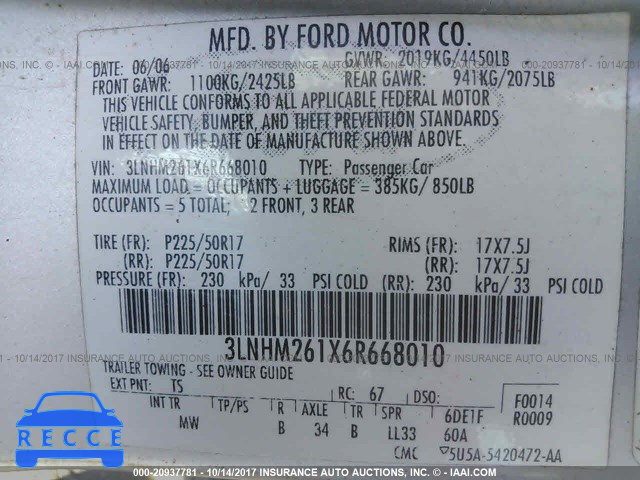 MFD. BY FORD MOTOR CO.
DATE: 06/06 GVWR: 2019KG/4450LB
FRONT GAWR: 1100KG/2425LB REAR GAWR: 941KG/2075LB
THIS VEHICLE CONFORMS TO ALL APPLICABLE FEDERAL MOTOR
VEHICLE SAFETY, BUMPER, AND THEFT PREVENTION STANDARDS
IN EFFECT ON THE DATE OF MANUFACTURE SHOWN ABOVE.
VIN: 3LNHM261X6R668010 TYPE: Passenger Car
MAXIMUM LOAD = OCCUPANTS + LUGGAGE = 385KG/ 850LB
OCCUPANTS = 5 TOTAL, 2 FRONT, 3 REAR
TIRE (FR): P225/50R17 RIMS (FR): 17X7.5J
(RR): P225/50R17 (RR): 17X7.5J
PRESSURE (FR): 230 kPa/ 33 PSI COLD (RR): 230 kPa/ 33 PSI COLD
3LNHM261X6R668010
TRAILER TOWING - SEE OWNER GUIDE
EXT PNT: TS RC: 67 DSO: F0014
INT TR TP/PS R AXLE TR SPR 6DE1F R0009
MW B 34 B LL33 60A
CMC 5U5A-5420472-AA
RECCE
000-20937781 - 10/14/2017 - IAAI.COM